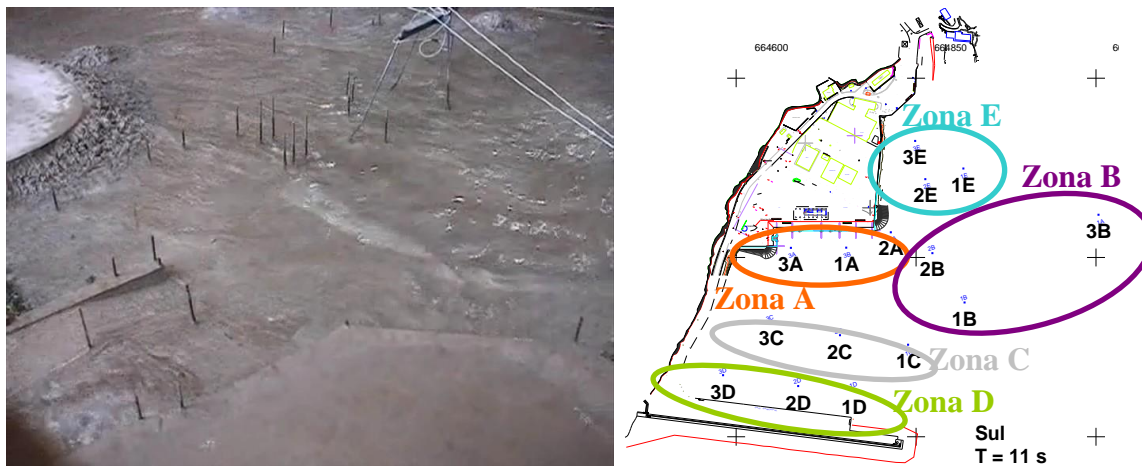 664600
664850
Zona E
3E
2E
1E
Zona B
3B
2A
2B
3A
1A
Zona A
1B
3C
2C
1C
Zona C
3D
2D
1D
Zona D
Sul
T = 11 s